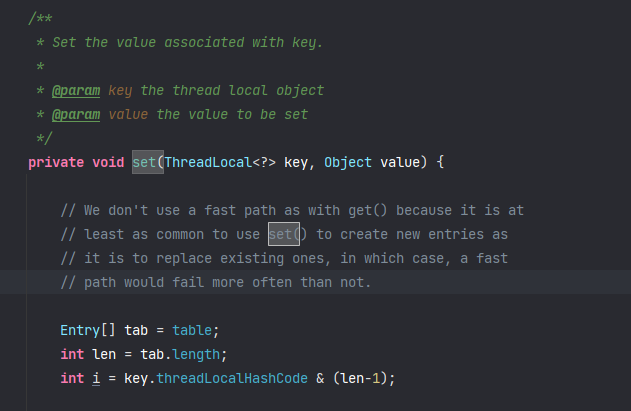 /**
 * Set the value associated with key.
 *
 * @param key the thread local object
 * @param value the value to be set
 */
private void set(ThreadLocal<?> key, Object value) {
// We don't use a fast path as with get() because it is at
// least as common to use set() to create new entries as
// it is to replace existing ones, in which case, a fast
// path would fail more often than not.
Entry[] tab = table;
int len = tab.length;
int i = key.threadLocalHashCode & (len-1);